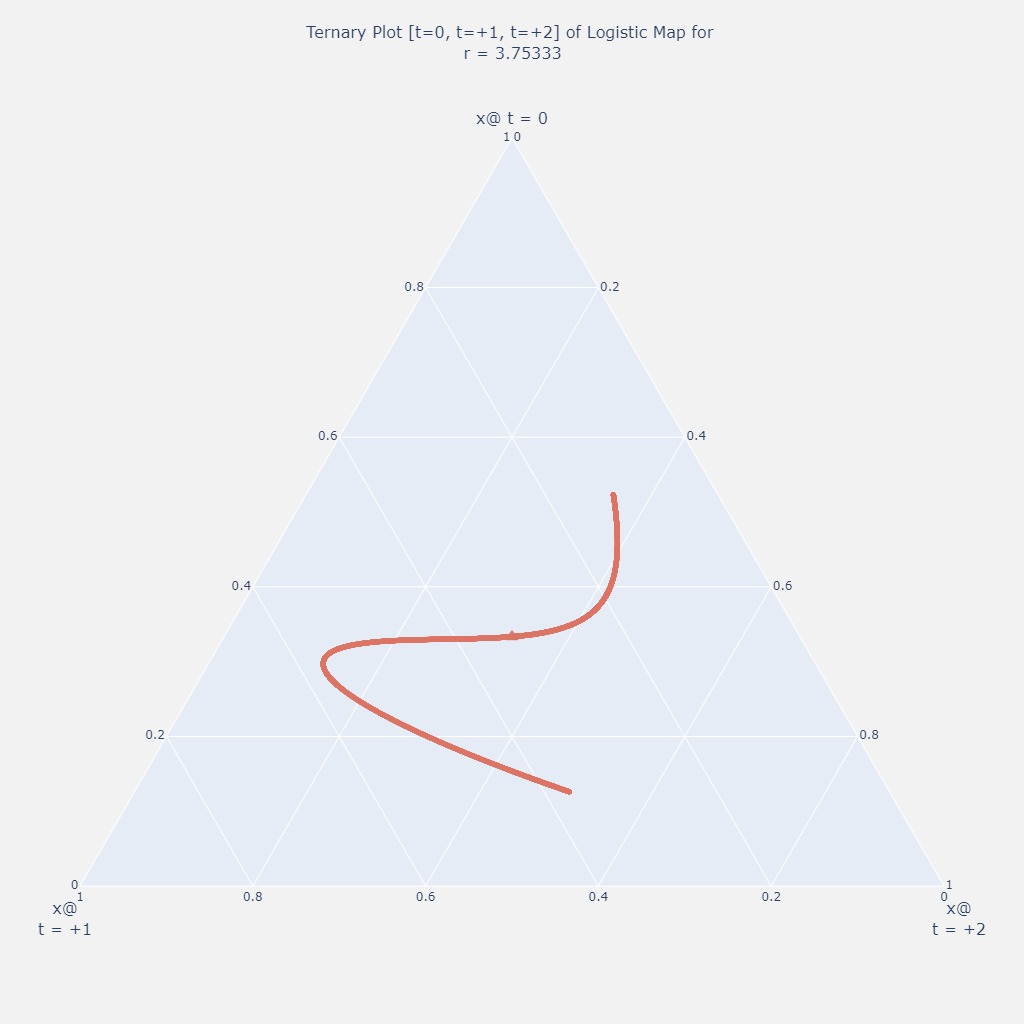 Ternary Plot [t=0, t=+1, t=+2] of Logistic Map for
r = 3.75333
x@ t = 0
1 0
0.8 0.2
0.6 0.4
0.4 0.6
0.2 0.8
0 1
1 0.8 0.6 0.4 0.2 0
x@ x@
t = +1 t = +2